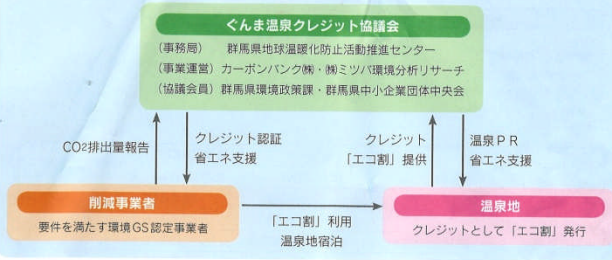 ぐんま温泉クレジット協議会
(事務局) 群馬県地球温暖化防止活動推進センター
(事業運営) カーボンバンク㈱・㈱ミツバ環境分析リサーチ
(協議会員) 群馬県環境政策課・群馬県中小企業団体中央会
CO2排出量報告
クレジット認証
省エネ支援
クレジット
「エコ割」提供
温泉PR
省エネ支援
削減事業者
要件を満たす環境GS認定事業者
「エコ割」利用
温泉地宿泊
温泉地
クレジットとして「エコ割」発行